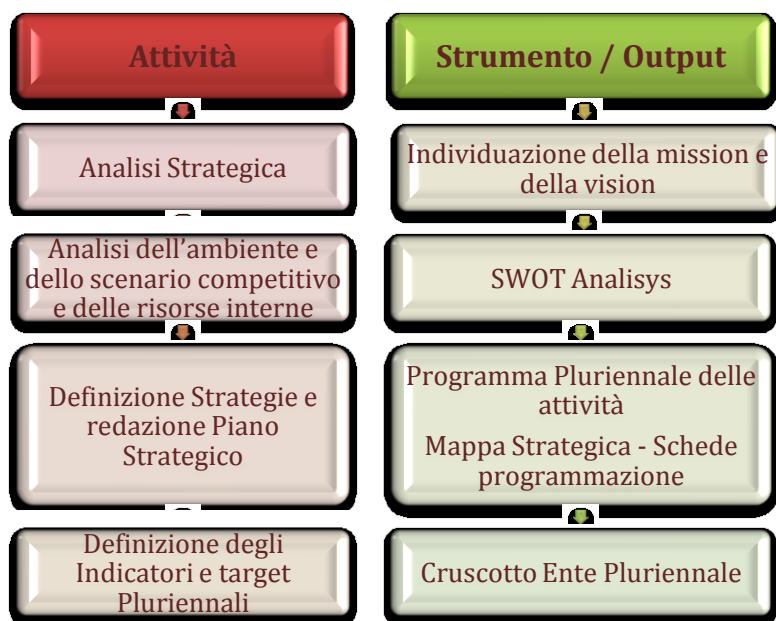 Attività
Analisi Strategica
Analisi dell'ambiente e
dello scenario competitivo
e delle risorse interne
Definizione Strategie e
redazione Piano
Strategico
Definizione degli
Indicatori e target
Pluriennali
Strumento / Output
Individuazione della mission e
della vision
SWOT Analisys
Programma Pluriennale delle
attività
Mappa Strategica - Schede
programmazione
Cruscotto Ente Pluriennale